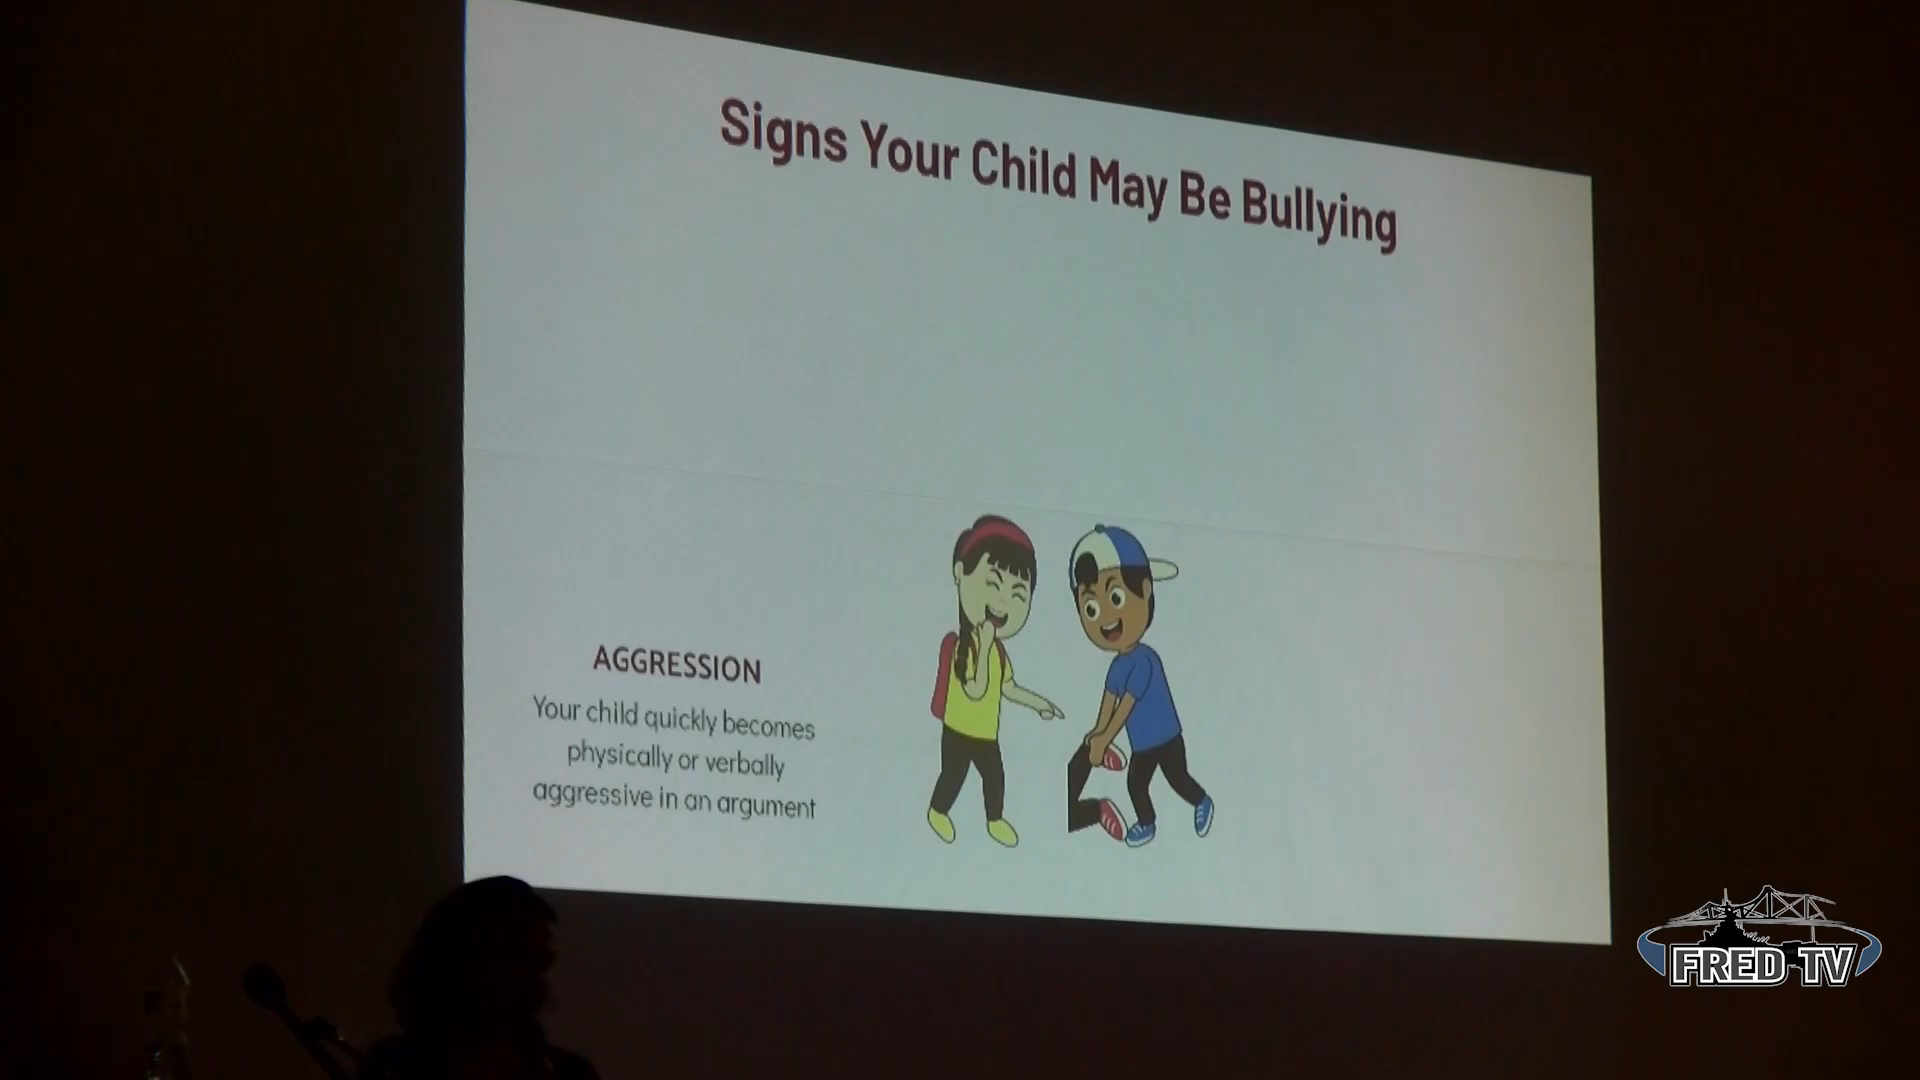 Signs Your Child May Be Bullying
AGGRESSION
Your child quickly becomes
physically or verbally
aggressive in an argument
FRED TV